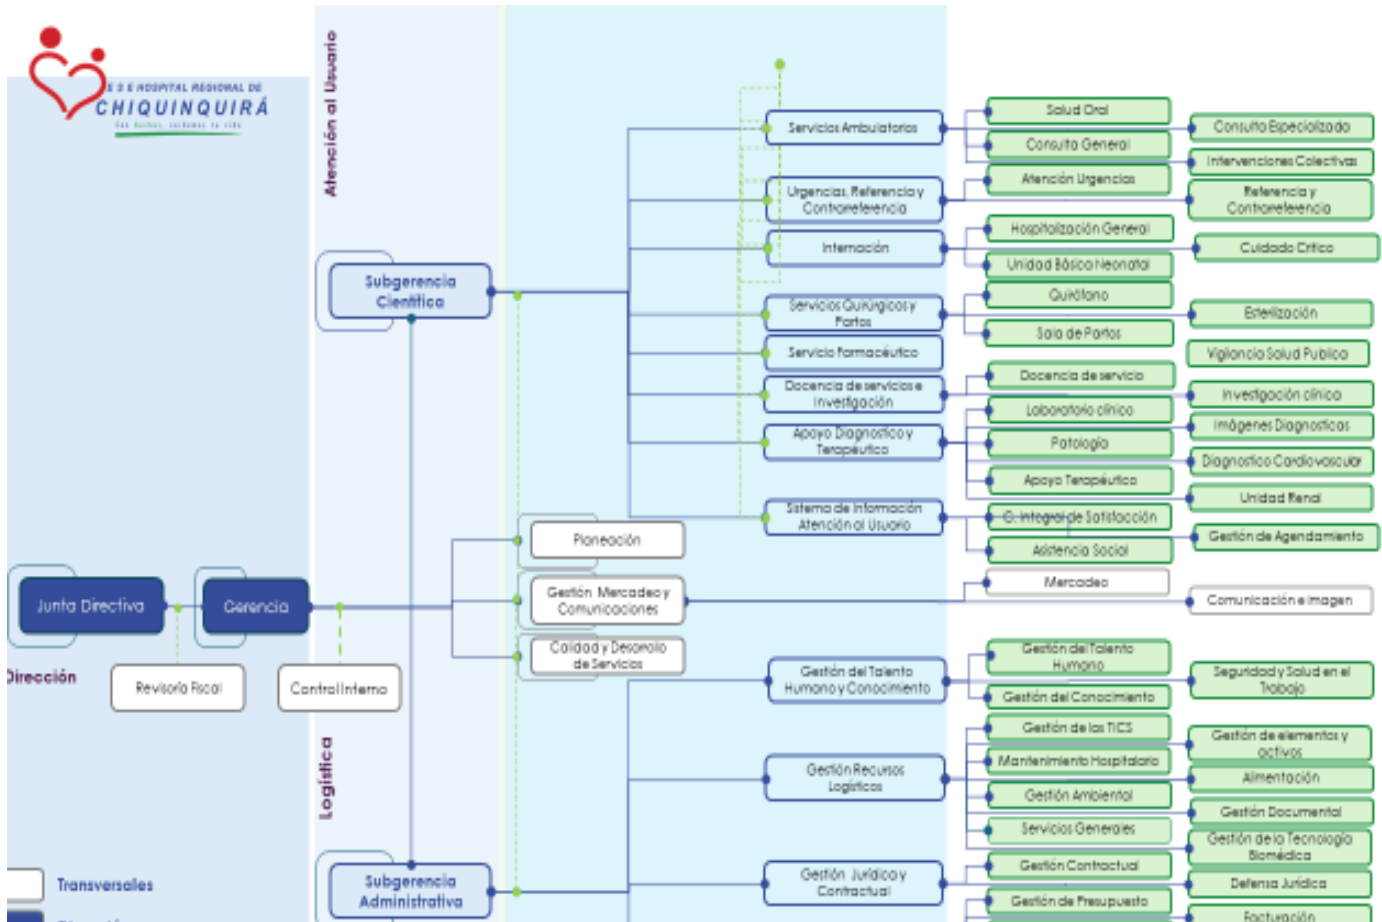 E S E HOSPITAL REGIONAL DE
CHIQUINQUIRÁ
Atención al Usuario
Subgerencia
Científica
Servicios Ambulatorios
Salud Oral
Consulta General
Consulta Especializada
Intervenciones Colectivas
Urgencias, Referencia y
Contrarreferencia
Atención Urgencias
Referencia y
Contrarreferencia
Internación
Hospitalización General
Unidad Básica Neonatal
Cuidado Critico
Servicios Quirúrgicos y
Partos
Quirófano
Sala de Partos
Esterilización
Servicio Farmacéutico
Vigilancia Salud Publica
Docencia de servicios e
Investigación
Docencia de servicio
Investigación clínica
Apoyo Diagnostico y
Terapéutico
Laboratorio clínico
Patología
Apoyo Terapéutico
Imágenes Diagnosticas
Diagnostico Cardiovascular
Unidad Renal
Sistema de Información
Atención al Usuario
C. Integral de Satisfacción
Asistencia Social
Gestión de Agendamiento
Junta Directiva
Gerencia
Dirección
Revisoría Fiscal
Control Interno
Planeación
Gestión Mercadeo y
Comunicaciones
Calidad y Desarrollo
de Servicios
Mercadeo
Comunicación e Imagen
Logística
Subgerencia
Administrativa
Gestión del Talento
Humano y Conocimiento
Gestión del Talento
Humano
Gestión del Conocimiento
Seguridad y Salud en el
Trabajo
Gestión Recursos
Logísticos
Gestión de las TICS
Mantenimiento Hospitalario
Gestión Ambiental
Servicios Generales
Gestión de elementos y
activos
Alimentación
Gestión Documental
Gestión de la Tecnología
Biomédica
Gestión Jurídica y
Contractual
Gestión Contractual
Defensa Jurídica
Gestión de Presupuesto
Facturación
Transversales